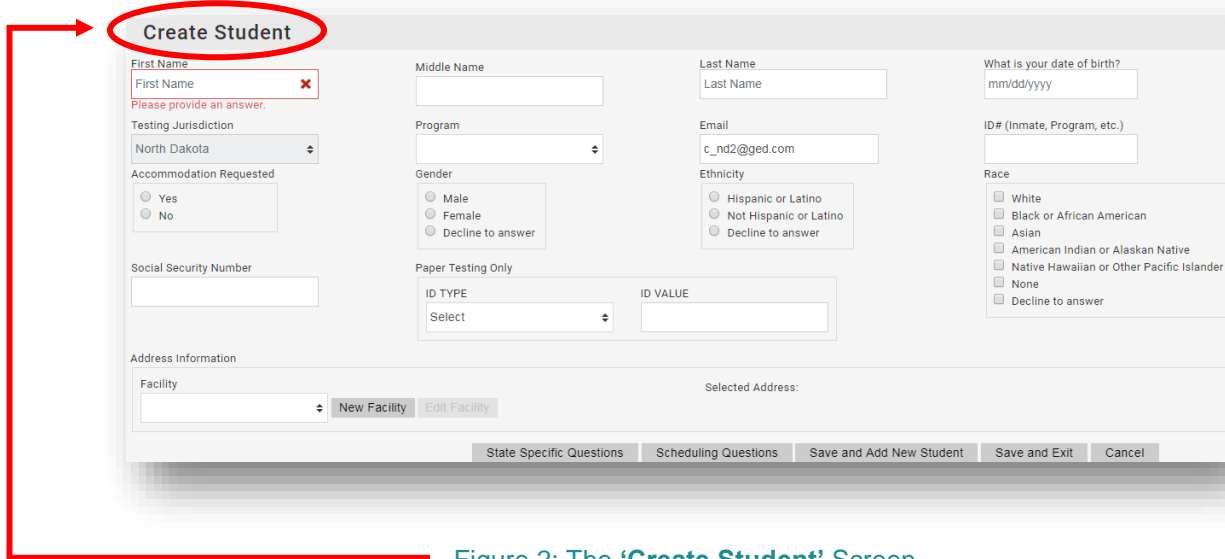 Create Student
First Name Middle Name Last Name What is your date of birth?
First Name Last Name mm/dd/yyyy
Please provide an answer.
Testing Jurisdiction Program Email ID# (Inmate, Program, etc.)
North Dakota c_nd2@ged.com
Accommodation Requested Gender Ethnicity Race
Yes Male Hispanic or Latino White
No Female Not Hispanic or Latino Black or African American
Decline to answer Decline to answer Asian
American Indian or Alaskan Native
Social Security Number Paper Testing Only Native Hawaiian or Other Pacific Islander
None
ID TYPE ID VALUE Decline to answer
Select
Address Information
Facility Selected Address:
New Facility Edit Facility
State Specific Questions Scheduling Questions Save and Add New Student Save and Exit Cancel
Figure 2: The ‘Create Student’ Screen